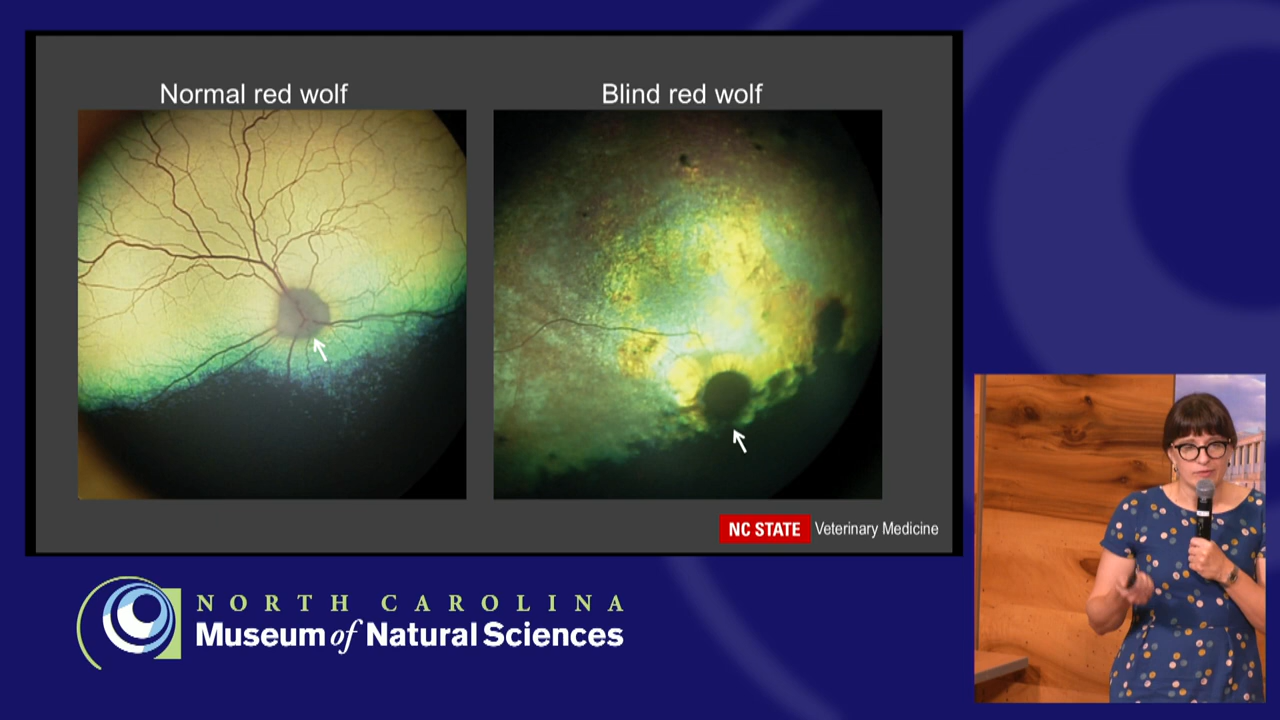 Normal red wolf
Blind red wolf
NC STATE Veterinary Medicine
NORTH CAROLINA
Museum of Natural Sciences